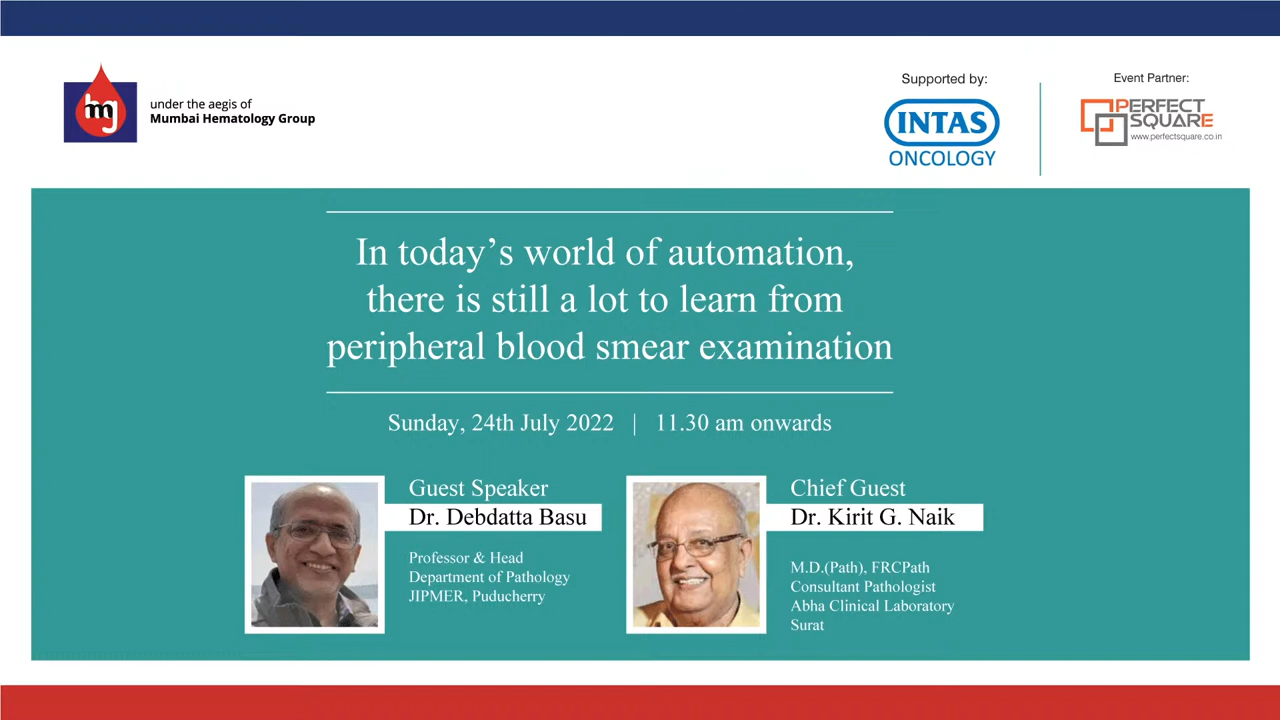 hg
under the aegis of
Mumbai Hematology Group
Supported by:
INTAS
ONCOLOGY
Event Partner:
PERFECT
SQUARE
www.perfectsquare.co.in
In today’s world of automation,
there is still a lot to learn from
peripheral blood smear examination
Sunday, 24th July 2022 | 11.30 am onwards
Guest Speaker
Dr. Debdatta Basu
Professor & Head
Department of Pathology
JIPMER, Puducherry
Chief Guest
Dr. Kirit G. Naik
M.D.(Path), FRCPath
Consultant Pathologist
Abha Clinical Laboratory
Surat